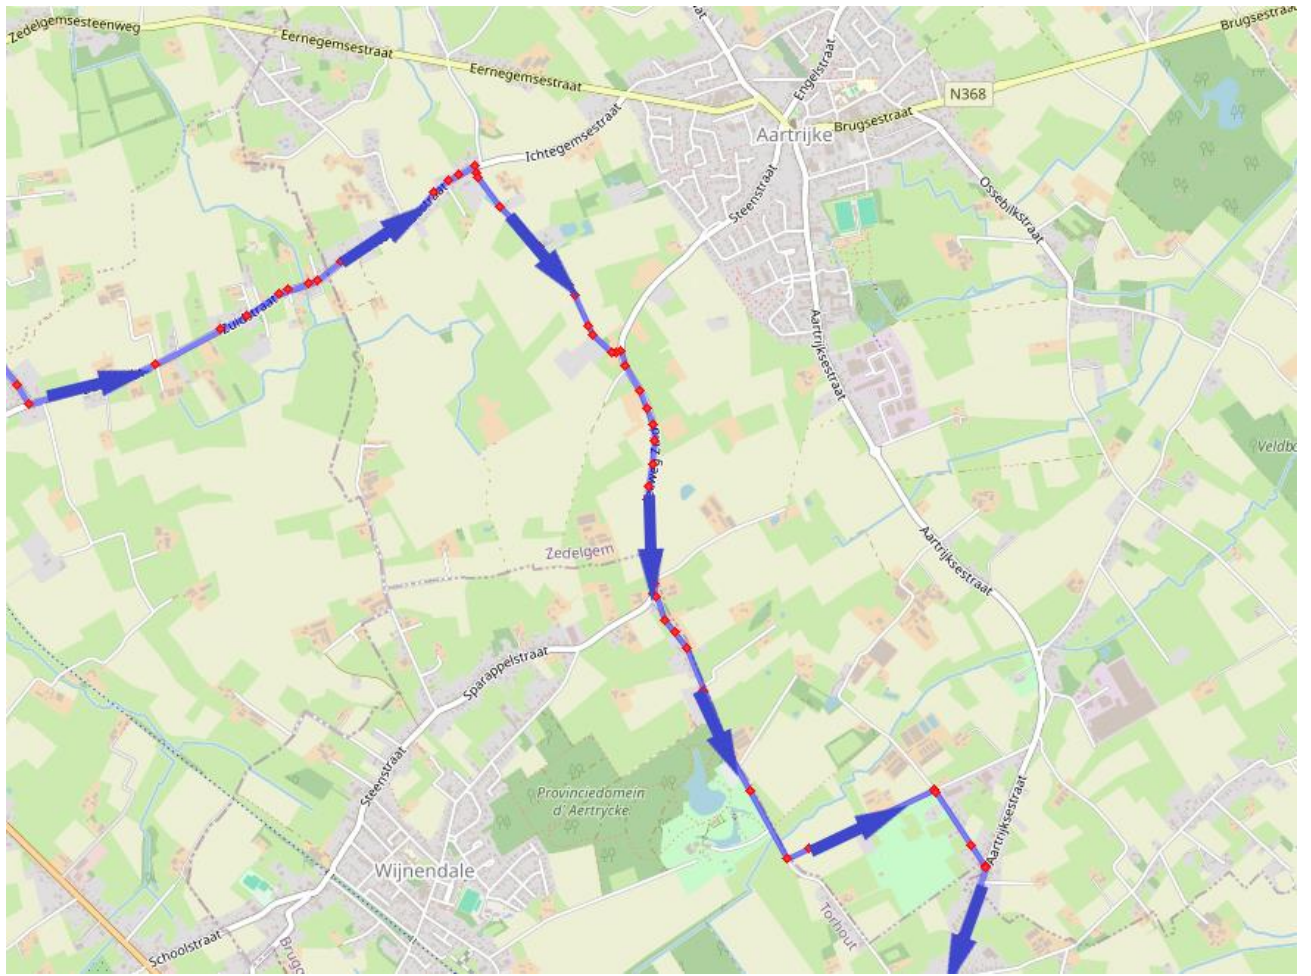 Zedelgemsesteenweg
Eernegemsestraat
Eernegemsestraat
Engelstraat
Brugsestraat
N368
Brugsestraat
Aartrijke
Ichtegemsestraat
Steenstraat
Ossebilkstraat
Zuidstraat
Aartrijksestraat
Zedelgem
Aartrijksestraat
Sparappelstraat
Steenstraat
Provinciedomein
d' Aertrycke
Aartrijksestraat
Wijnendale
Torhout
Schoolstraat